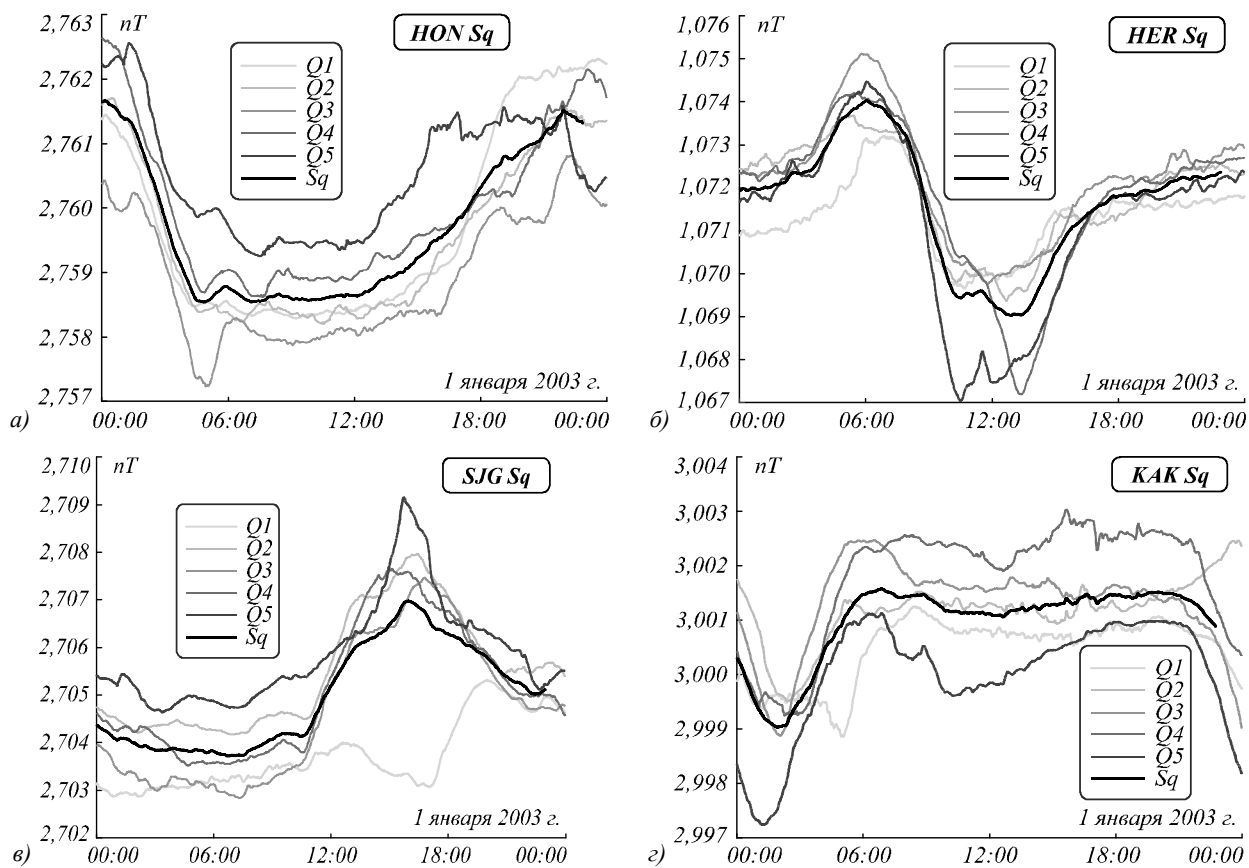 nT
HON Sq
2,763
2,762
2,761
2,760
2,759
2,758
2,757
Q1
Q2
Q3
Q4
Q5
Sq
1 января 2003 г.
00:00 06:00 12:00 18:00 00:00
а)
nT
HER Sq
1,076
1,075
1,074
1,073
1,072
1,071
1,070
1,069
1,068
1,067
Q1
Q2
Q3
Q4
Q5
Sq
1 января 2003 г.
00:00 06:00 12:00 18:00 00:00
б)
nT
SJG Sq
2,710
2,709
2,708
2,707
2,706
2,705
2,704
2,703
2,702
Q1
Q2
Q3
Q4
Q5
Sq
1 января 2003 г.
00:00 06:00 12:00 18:00 00:00
в)
nT
KAK Sq
3,004
3,003
3,002
3,001
3,000
2,999
2,998
2,997
Q1
Q2
Q3
Q4
Q5
Sq
1 января 2003 г.
00:00 06:00 12:00 18:00 00:00
г)